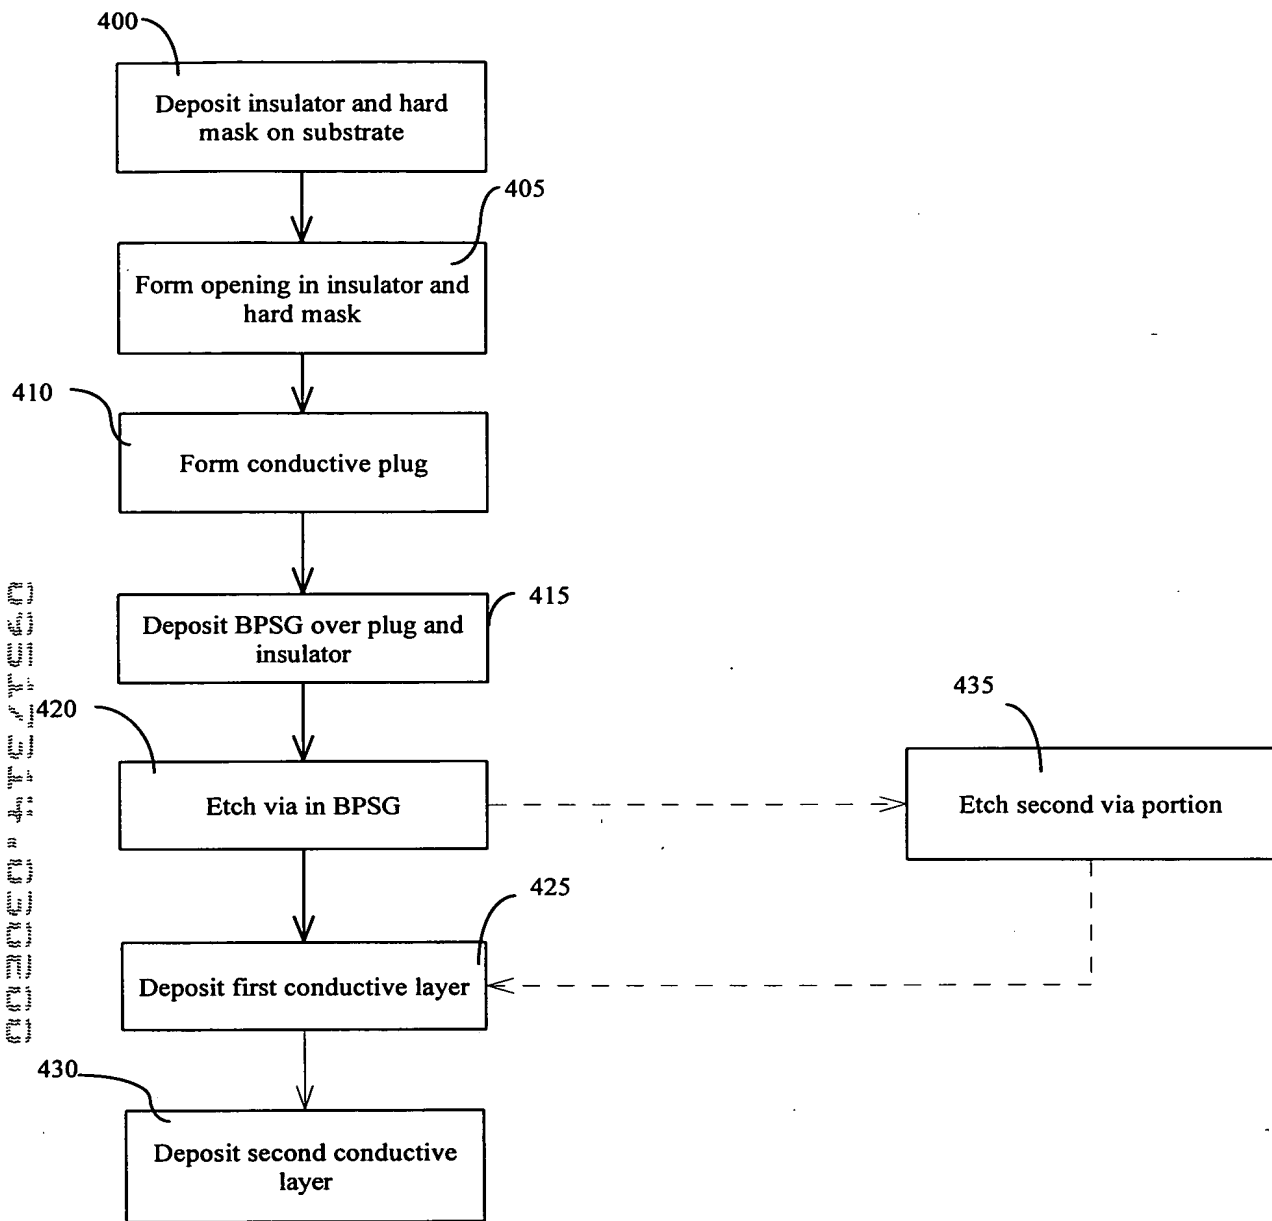 400
Deposit insulator and hard
mask on substrate
405
Form opening in insulator and
hard mask
410
Form conductive plug
415
Deposit BPSG over plug and
insulator
420
Etch via in BPSG
435
Etch second via portion
425
Deposit first conductive layer
430
Deposit second conductive
layer